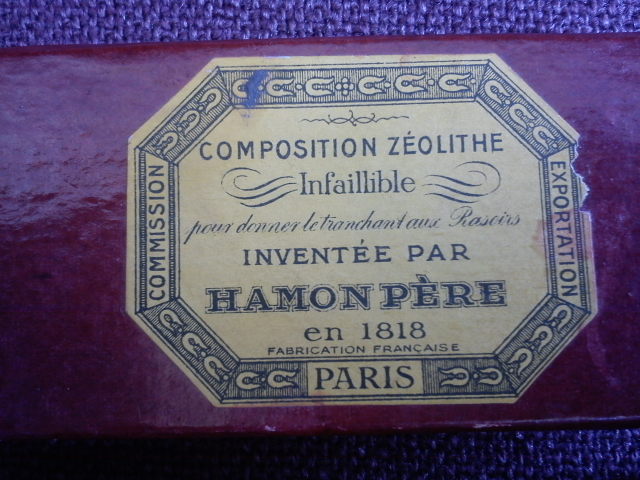 COMPOSITION ZÉOLITHE
Infaillible
pour donner le tranchant aux Rasoirs
INVENTÉE PAR
HAMON PÈRE
en 1818
FABRICATION FRANÇAISE
PARIS
COMMISSION
EXPORTATION